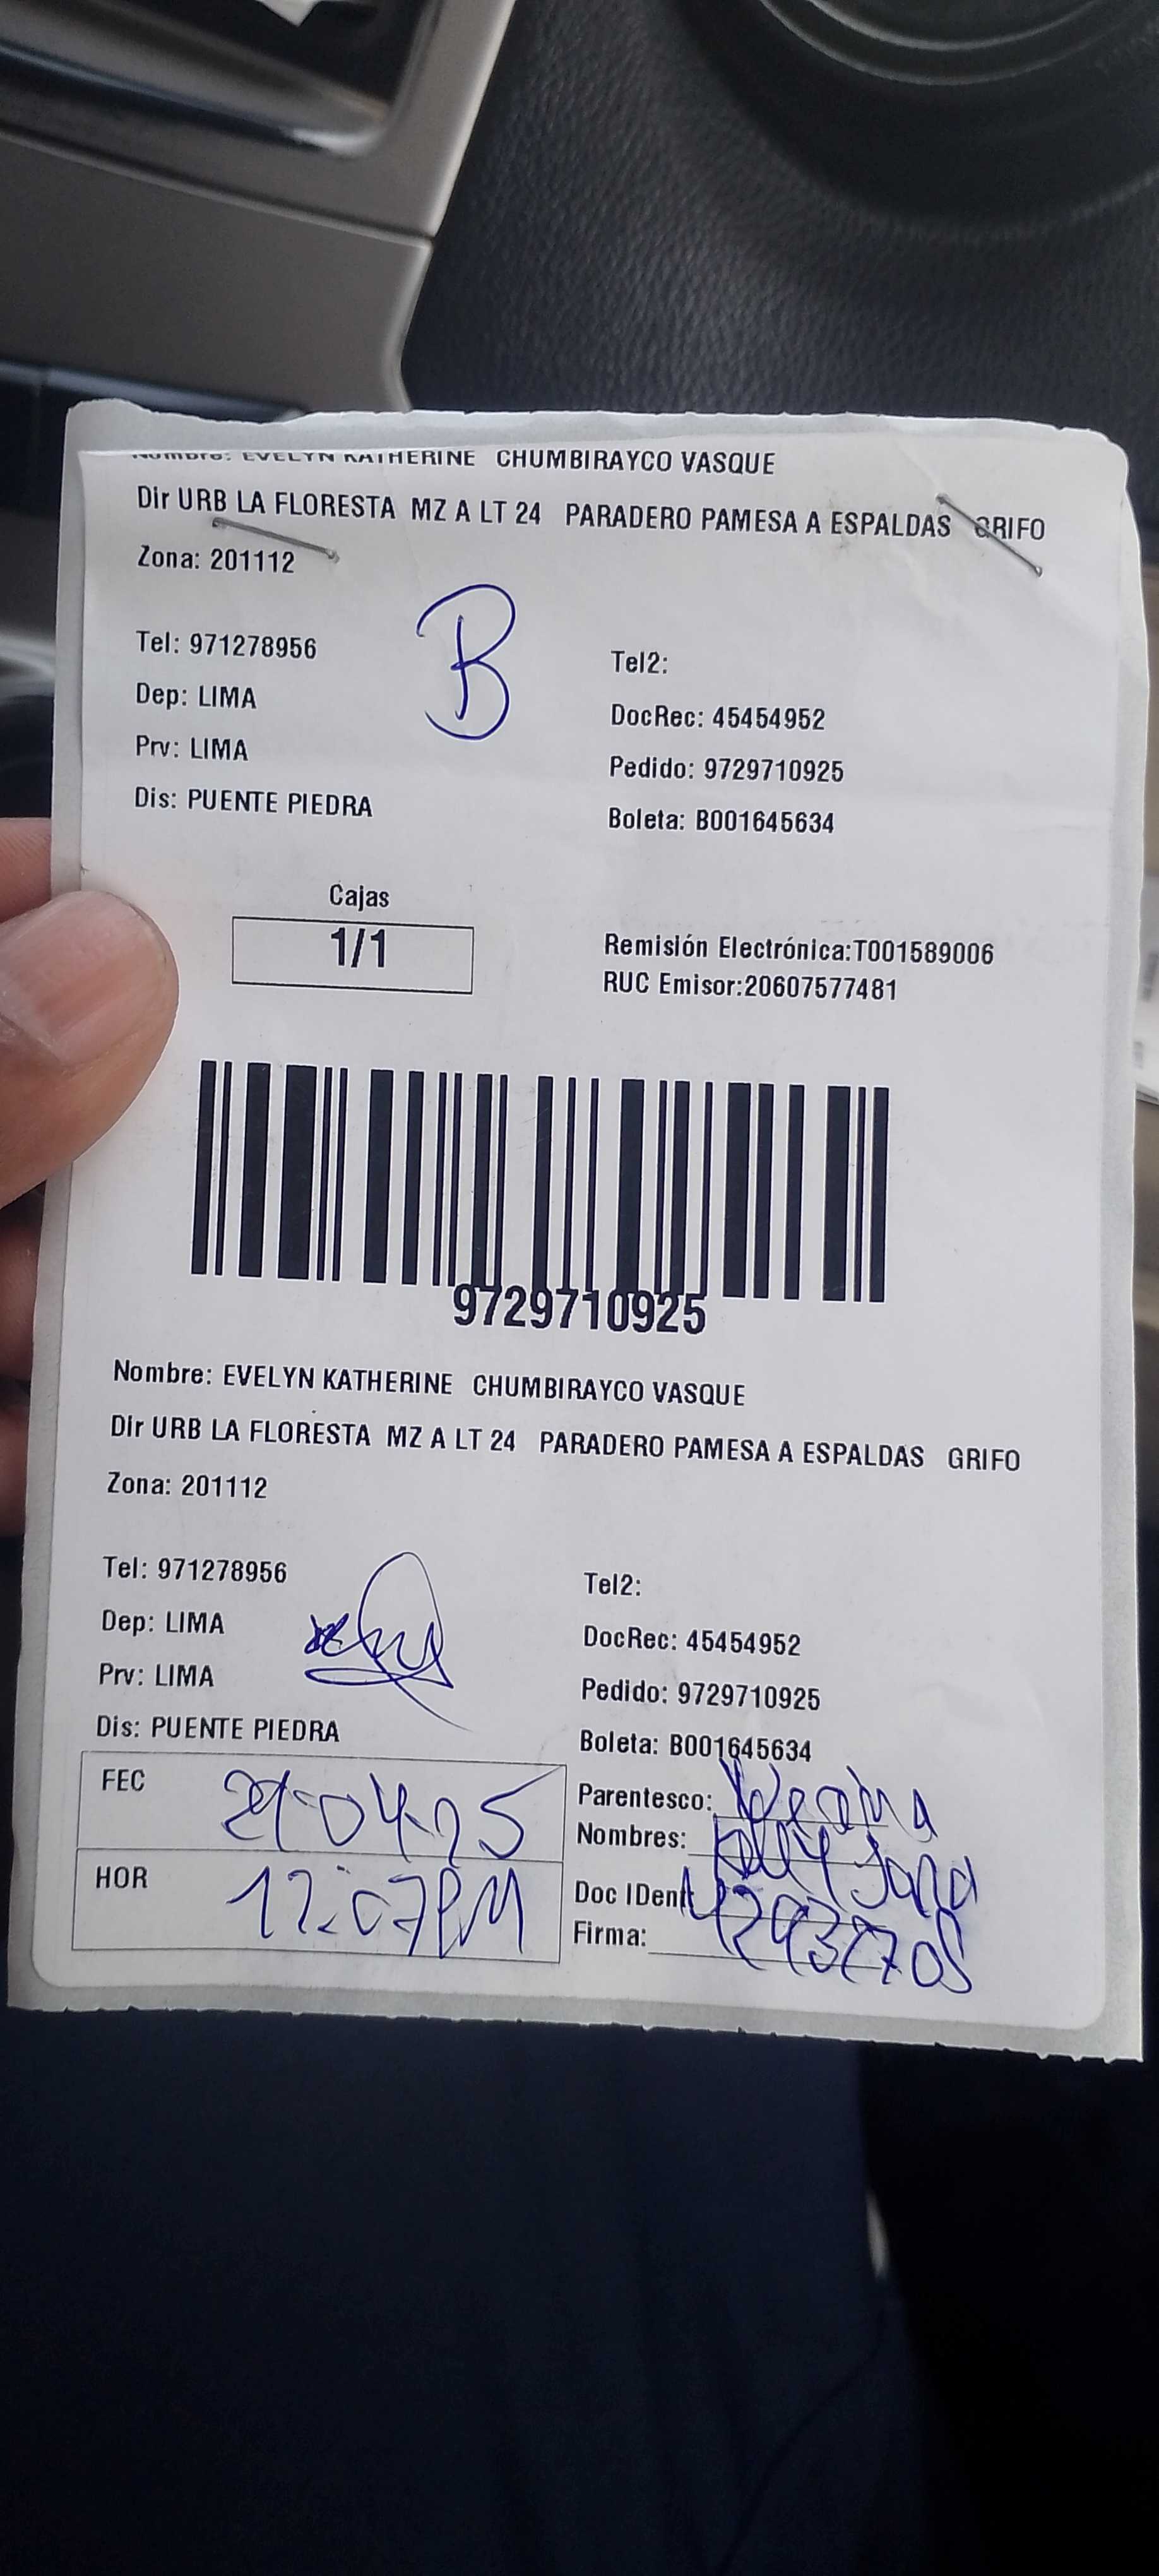 Nombre: EVELYN KATHERINE CHUMBIRAYCO VASQUE
Dir URB LA FLORESTA MZ A LT 24 PARADERO PAMESA A ESPALDAS GRIFO
Zona: 201112
B
Tel: 971278956
Tel2:
Dep: LIMA
DocRec: 45454952
Prv: LIMA
Pedido: 9729710925
Dis: PUENTE PIEDRA
Boleta: B001645634
Cajas
1/1
Remisión Electrónica:T001589006
RUC Emisor:20607577481
9729710925
Nombre: EVELYN KATHERINE CHUMBIRAYCO VASQUE
Dir URB LA FLORESTA MZ A LT 24 PARADERO PAMESA A ESPALDAS GRIFO
Zona: 201112
Tel: 971278956
Tel2:
Dep: LIMA
DocRec: 45454952
Prv: LIMA
Pedido: 9729710925
Dis: PUENTE PIEDRA
Boleta: B001645634
FEC
Parentesco:
Nombres:
HOR 12:07PM
Doc IDent:
Firma: